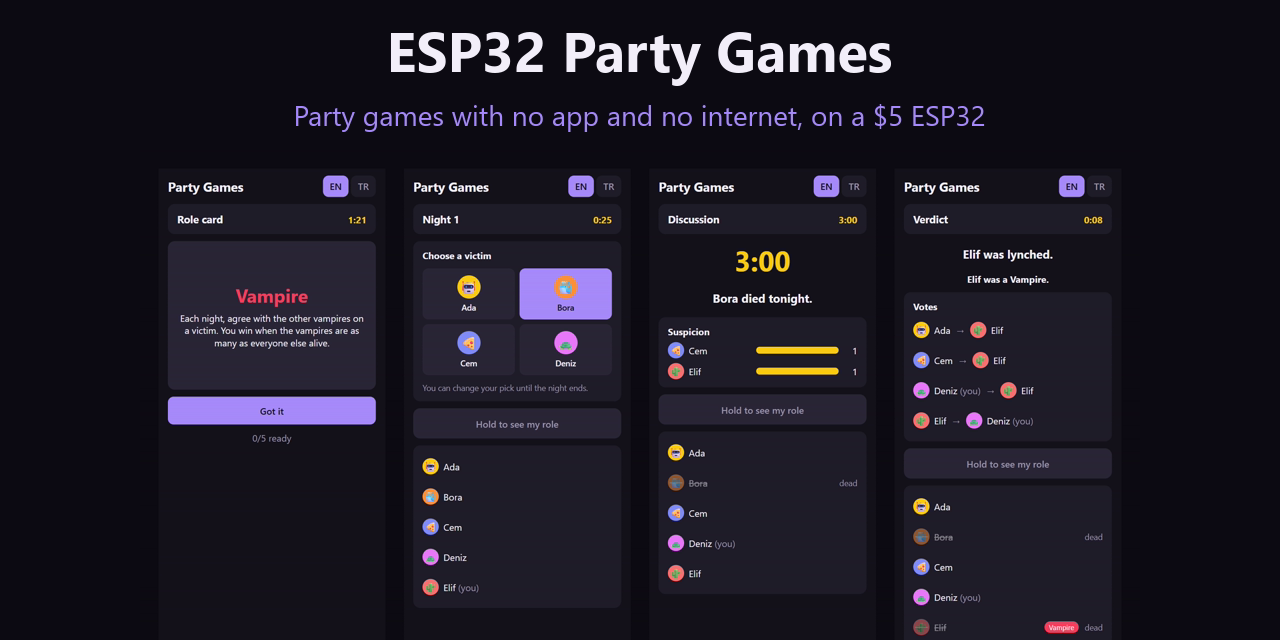 ESP32 Party Games
Party games with no app and no internet, on a $5 ESP32
Party Games EN TR
Role card 1:21
Vampire
Each night, agree with the other vampires on
a victim. You win when the vampires are as
many as everyone else alive.
Got it
0/5 ready
Party Games EN TR
Night 1 0:25
Choose a victim
Ada Bora
Cem Deniz
You can change your pick until the night ends.
Hold to see my role
Ada
Bora
Cem
Deniz
Elif (you)
Party Games EN TR
Discussion 3:00
3:00
Bora died tonight.
Suspicion
Cem 1
Elif 1
Hold to see my role
Ada
Bora dead
Cem
Deniz (you)
Elif
Party Games EN TR
Verdict 0:08
Elif was lynched.
Elif was a Vampire.
Votes
Ada → Elif
Cem → Elif
Deniz (you) → Elif
Elif → Deniz (you)
Hold to see my role
Ada
Bora dead
Cem
Deniz (you)
Elif Vampire dead